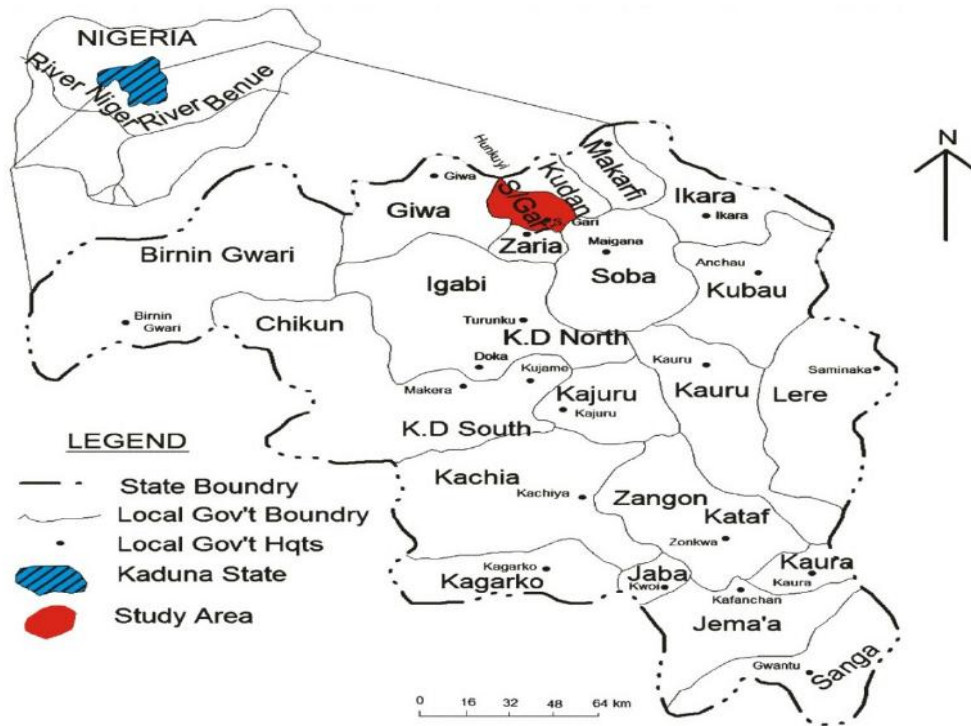 NIGERIA
River Niger
River Benue
N
Hunkuyi
Makarfi
Kudan
Giwa
Ikara
S/Gari
Giwa
Ikara
Gari
Zaria
Maigana
Birnin Gwari
Anchau
Igabi
Soba
Kubau
Birnin
Gwari
Chikun
Turunku
K.D North
Doka
Kauru
Saminaka
Kujame
Makera
Kajuru
Kauru
Lere
Kajuru
K.D South
LEGEND
Kachia
State Boundry
Kachiya
Zangon
Kataf
Local Gov't Boundry
Local Gov't Hqts
Zonkwa
Kaduna State
Kagarko
Kagarko
Jaba
Kwoi
Kaura
Kaura
Study Area
Kafanchan
Jema'a
Gwantu
Sanga
0 16 32 48 64 km